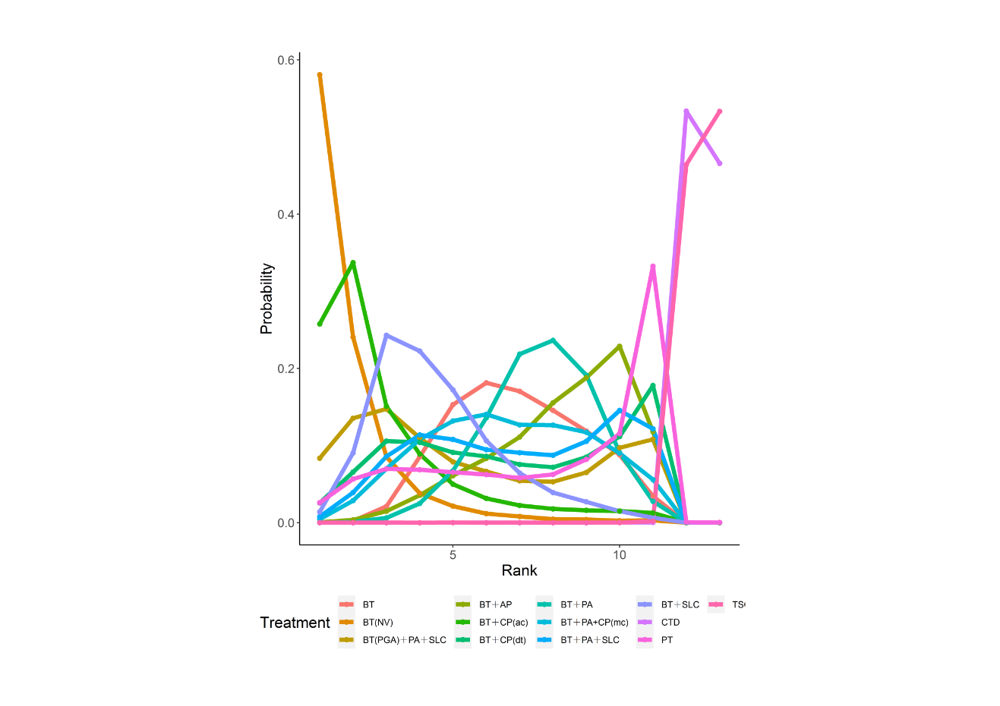 0.6
0.4
0.2
0.0
Probability
5 10
Rank
Treatment
BT BT+AP BT+PA BT+SLC
BT(NV) BT+CP(ac) BT+PA+CP(mc) CTD
BT(PGA)+PA+SLC BT+CP(dt) BT+PA+SLC PT